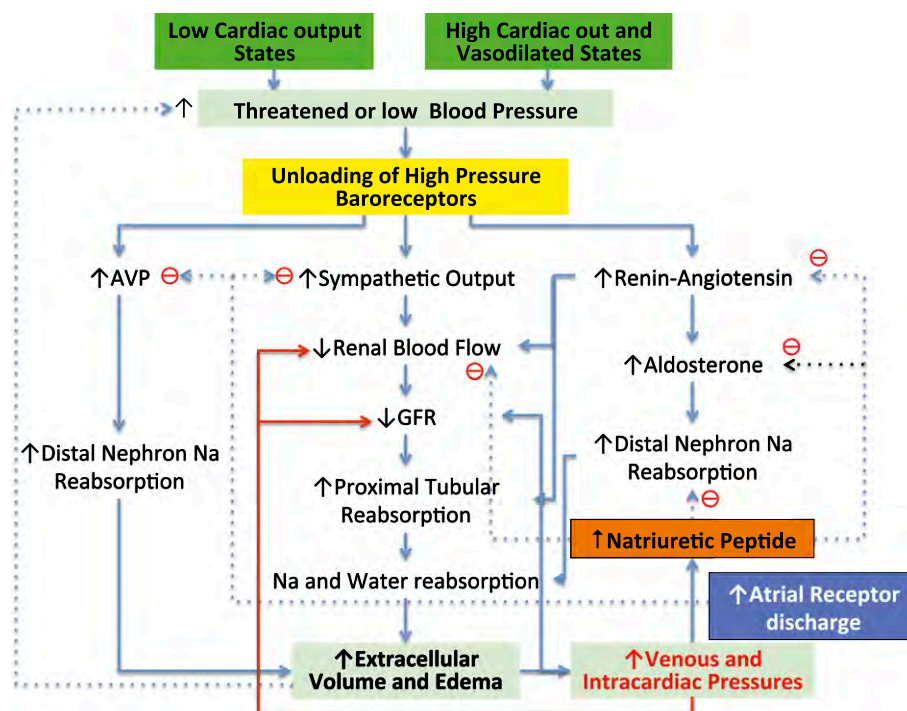 Low Cardiac output
States
High Cardiac out and
Vasodilated States
↑ Threatened or low Blood Pressure
Unloading of High Pressure
Baroreceptors
↑AVP ⊖
⊖ ↑Sympathetic Output
↑Renin-Angiotensin ⊖
↓Renal Blood Flow
⊖
↑Aldosterone ⊖
↓GFR
↑Distal Nephron Na
Reabsorption
↑Proximal Tubular
Reabsorption
↑Distal Nephron Na
Reabsorption
⊖
↑Natriuretic Peptide
Na and Water reabsorption
↑Atrial Receptor
discharge
↑Extracellular
Volume and Edema
↑Venous and
Intracardiac Pressures